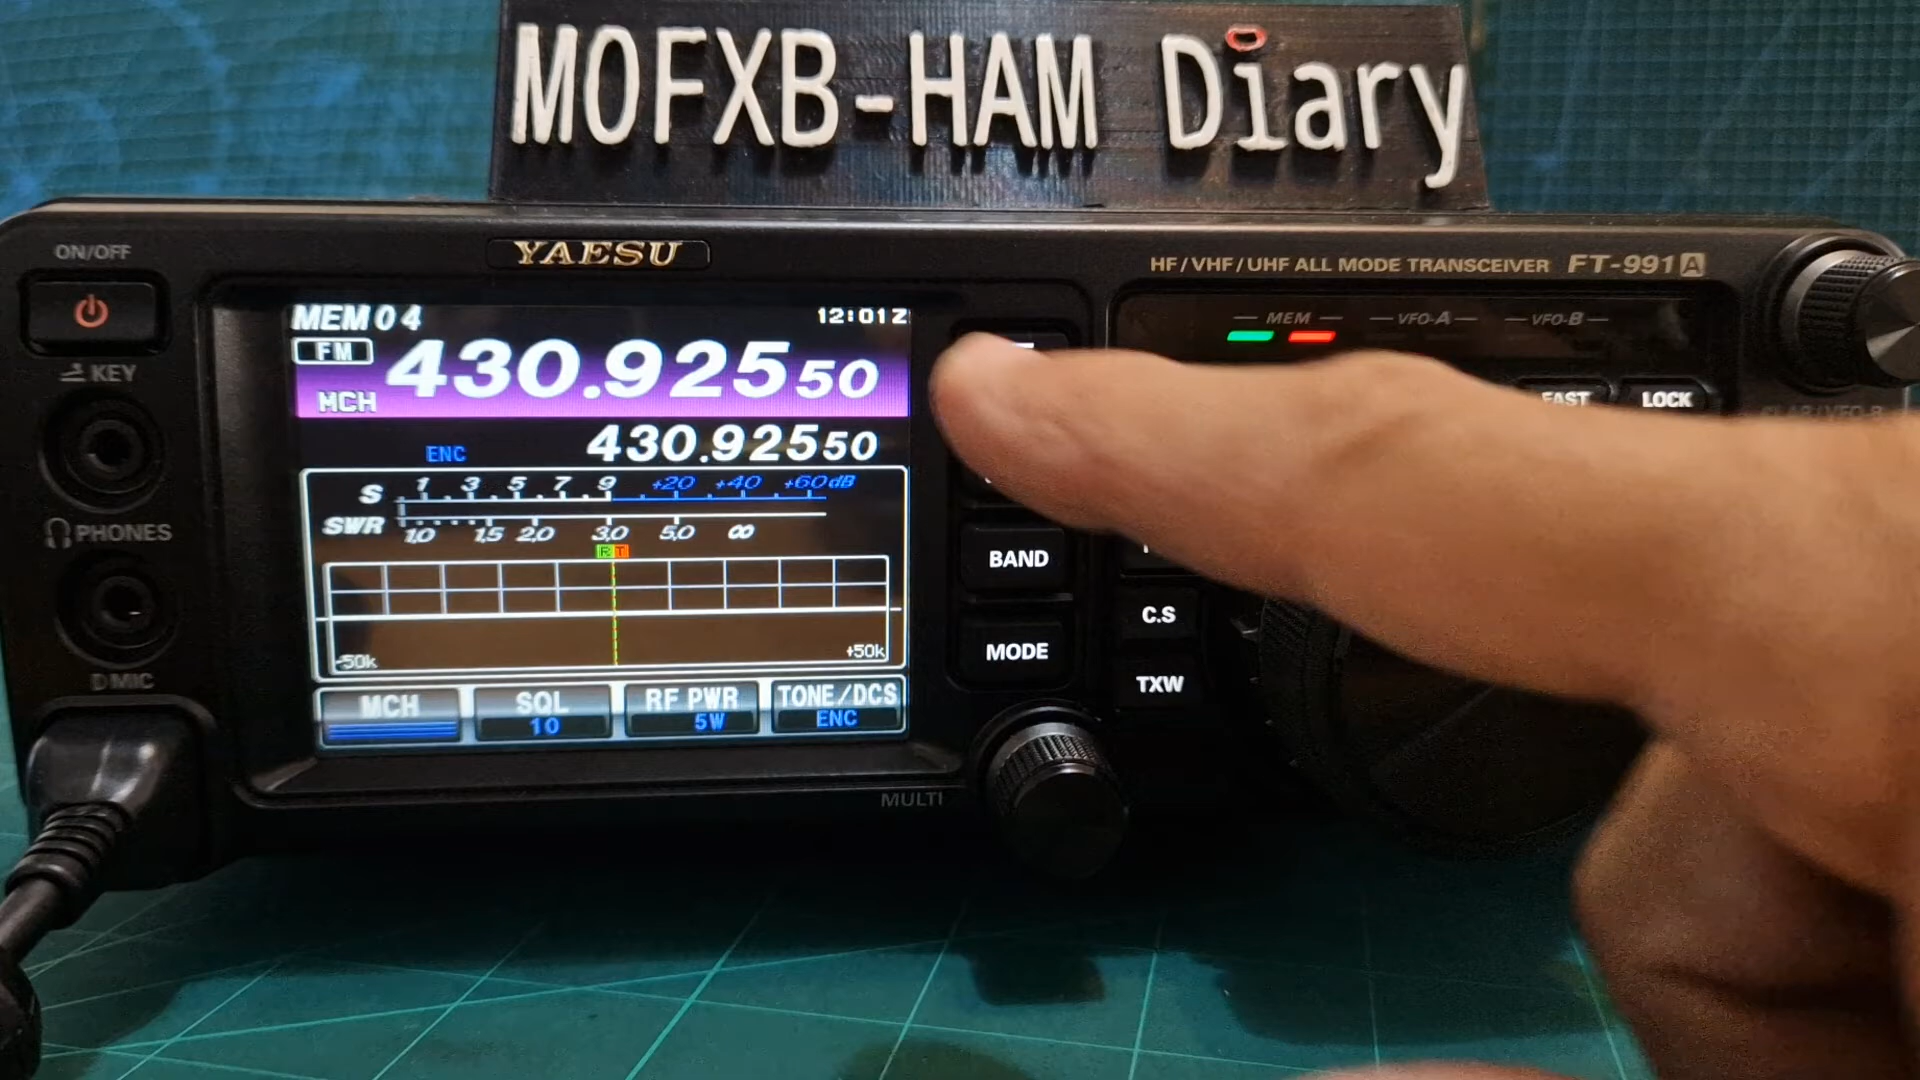 M0FXB-HAM Diary
ON/OFF
YAESU
HF/VHF/UHF ALL MODE TRANSCEIVER FT-991A
MEM 04 12:01Z
MEM VFO-A VFO-B
FM 430.925 50
KEY
MCH
FAST LOCK
ENC 430.925 50
S 1 3 5 7 9 +20 +40 +60dB
SWR 1.0 1.5 2.0 3.0 5.0 ∞
PHONES
R T
BAND
C.S
-50k +50k
MODE
D MIC
TXW
MCH SQL RF PWR TONE/DCS
10 5W ENC
MULTI